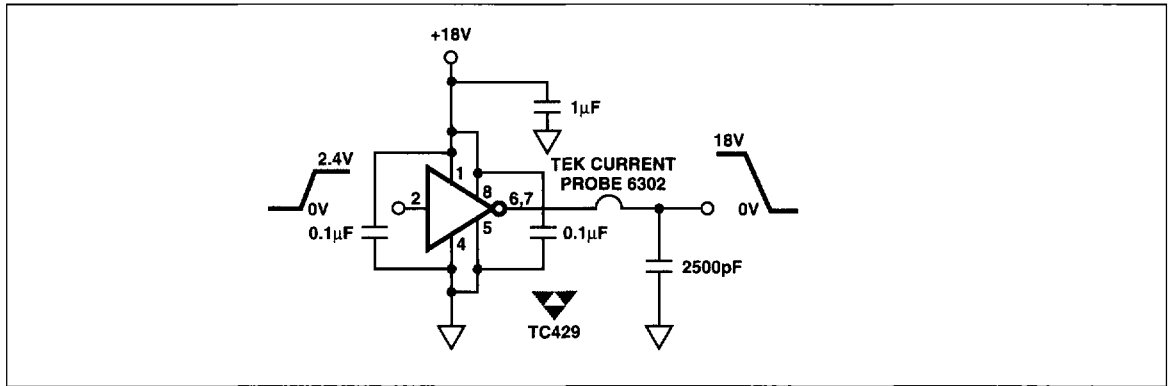 +18V
1µF
18V
TEK CURRENT
PROBE 6302
2.4V
1
2
8
6,7
0V
0V
0.1µF
4
5
0.1µF
2500pF
TC429